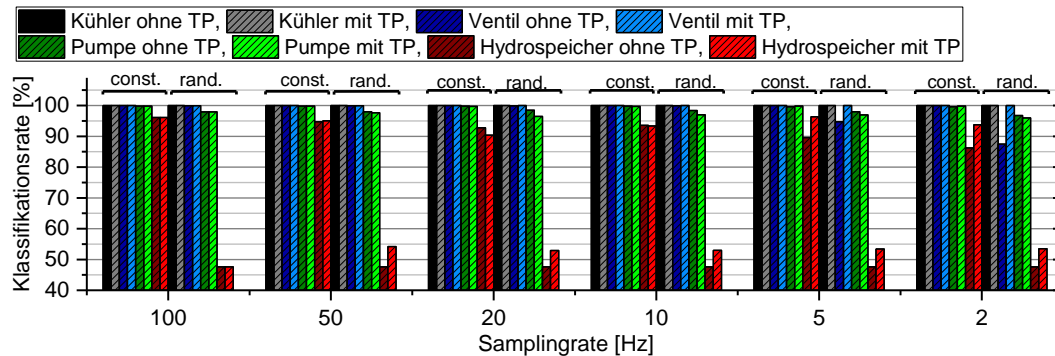 Kühler ohne TP, Kühler mit TP, Ventil ohne TP, Ventil mit TP,
Pumpe ohne TP, Pumpe mit TP, Hydrospeicher ohne TP, Hydrospeicher mit TP
const. rand. const. rand. const. rand. const. rand. const. rand. const. rand.
Klassifikationsrate [%]
100
90
80
70
60
50
40
100 50 20 10 5 2
Samplingrate [Hz]